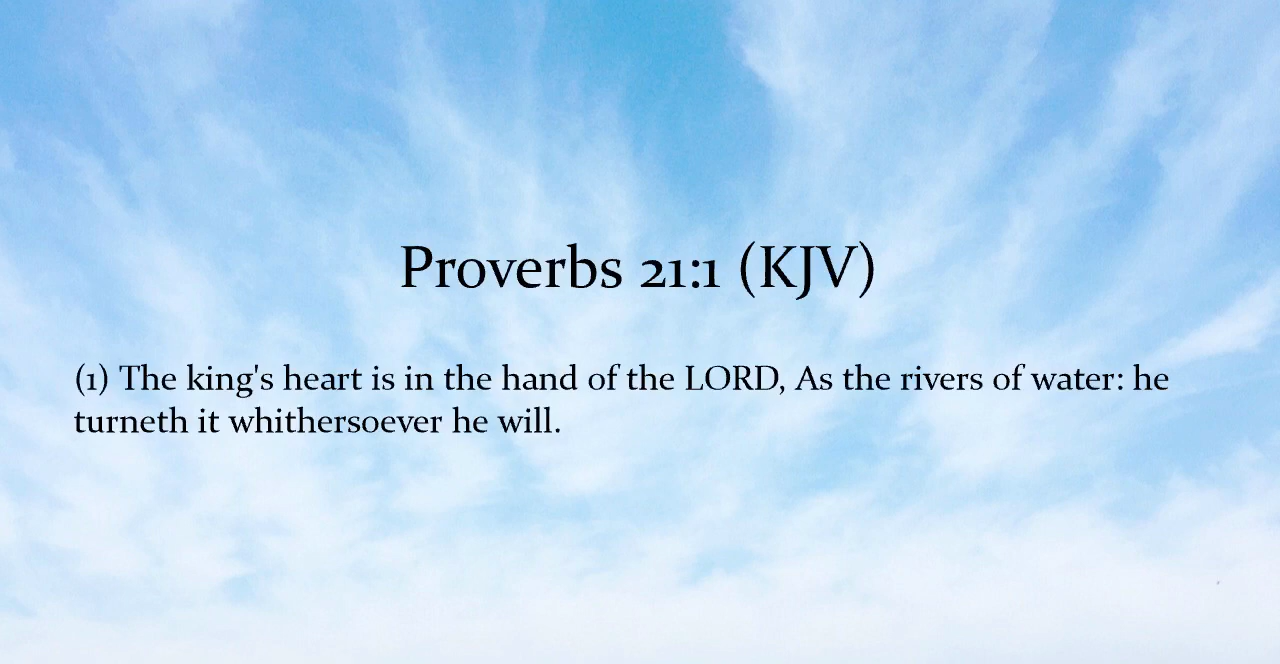 Proverbs 21:1 (KJV)
(1) The king's heart is in the hand of the LORD, As the rivers of water: he
turneth it whithersoever he will.